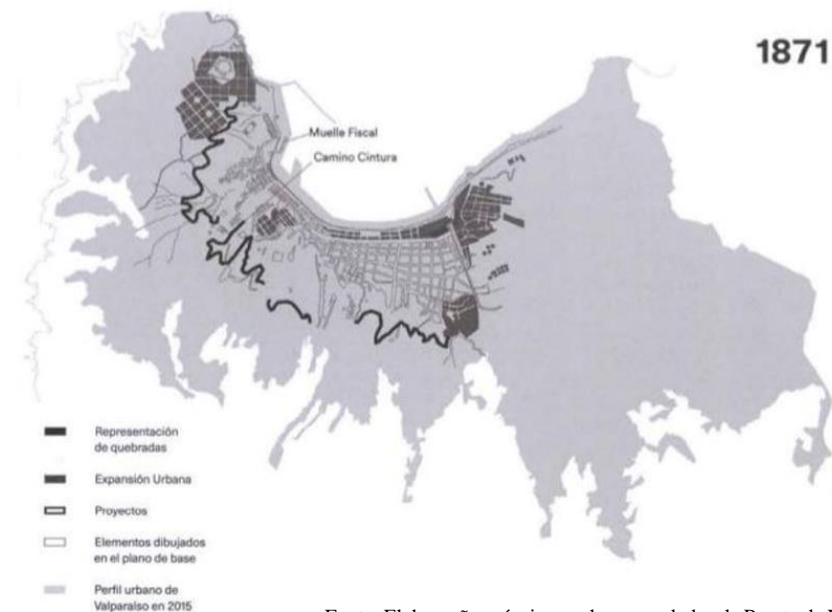 1871
Muelle Fiscal
Camino Cintura
Representación
de quebradas
Expansión Urbana
Proyectos
Elementos dibujados
en el plano de base
Perfil urbano de
Valparaíso en 2015